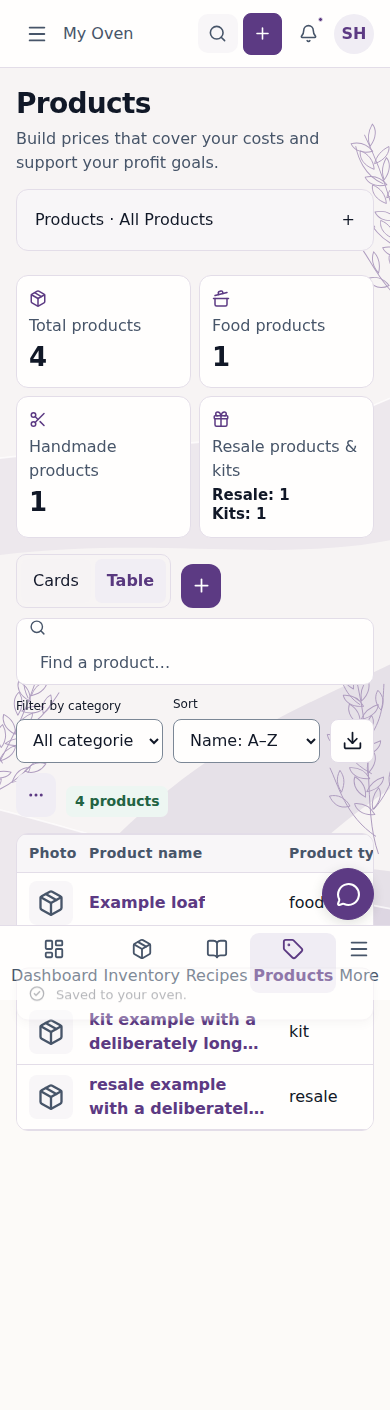 My Oven
SH
Products
Build prices that cover your costs and
support your profit goals.
Products · All Products
+
Total products
4
Food products
1
Handmade
products
1
Resale products &
kits
Resale: 1
Kits: 1
Cards
Table
Find a product...
Filter by category
Sort
All categorie
Name: A–Z
4 products
Photo
Product name
Product ty
Example loaf
food
Dashboard
Inventory
Recipes
Products
More
Saved to your oven.
kit example with a
deliberately long...
kit
resale example
with a deliberatel...
resale